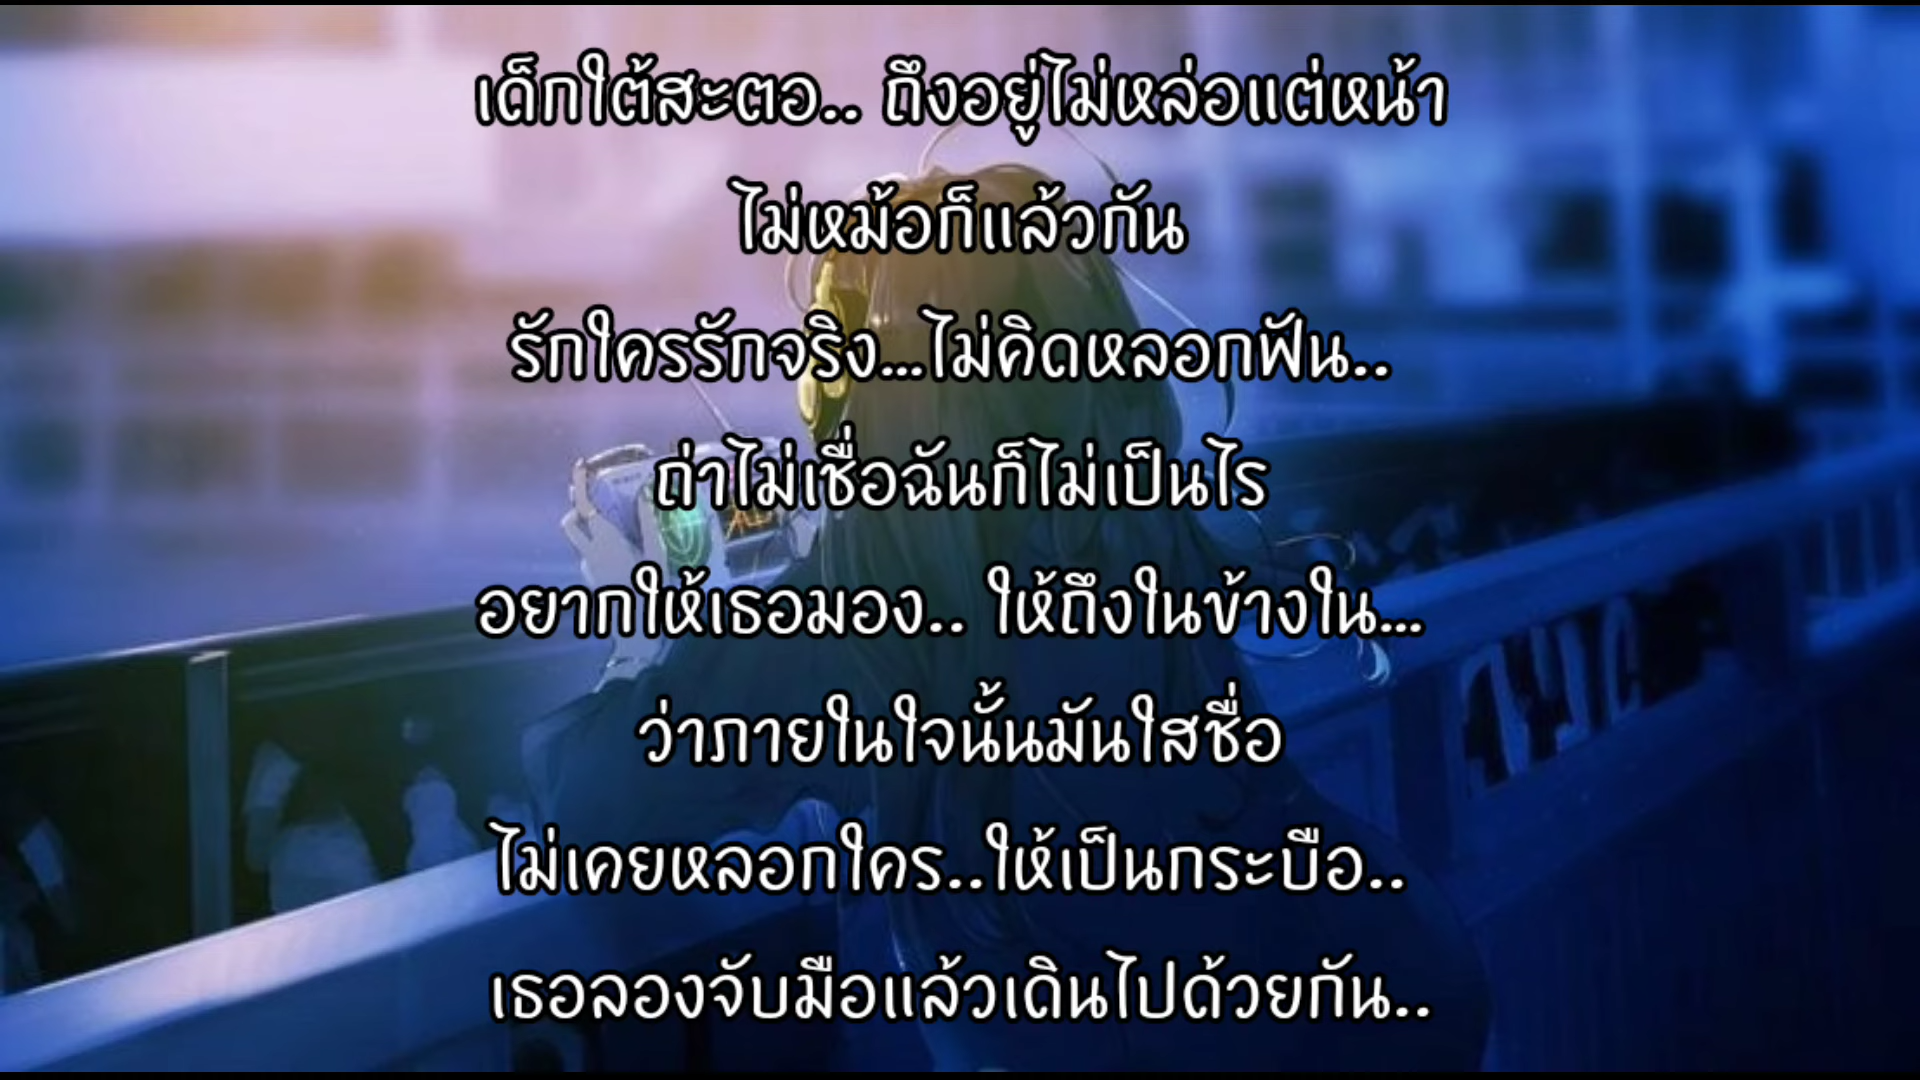 เด็กใต้สะตอ.. ถึงอยู่ไม่หล่อแต่หน้า
ไม่หม้อก็แล้วกัน
รักใครรักจริง...ไม่คิดหลอกฟัน..
ถ่าไม่เชื่อฉันก็ไม่เป็นไร
อยากให้เธอมอง.. ให้ถึงในข้างใน...
ว่าภายในใจนั้นมันใสชื่อ
ไม่เคยหลอกใคร..ให้เป็นกระบือ..
เธอลองจับมือแล้วเดินไปด้วยกัน..